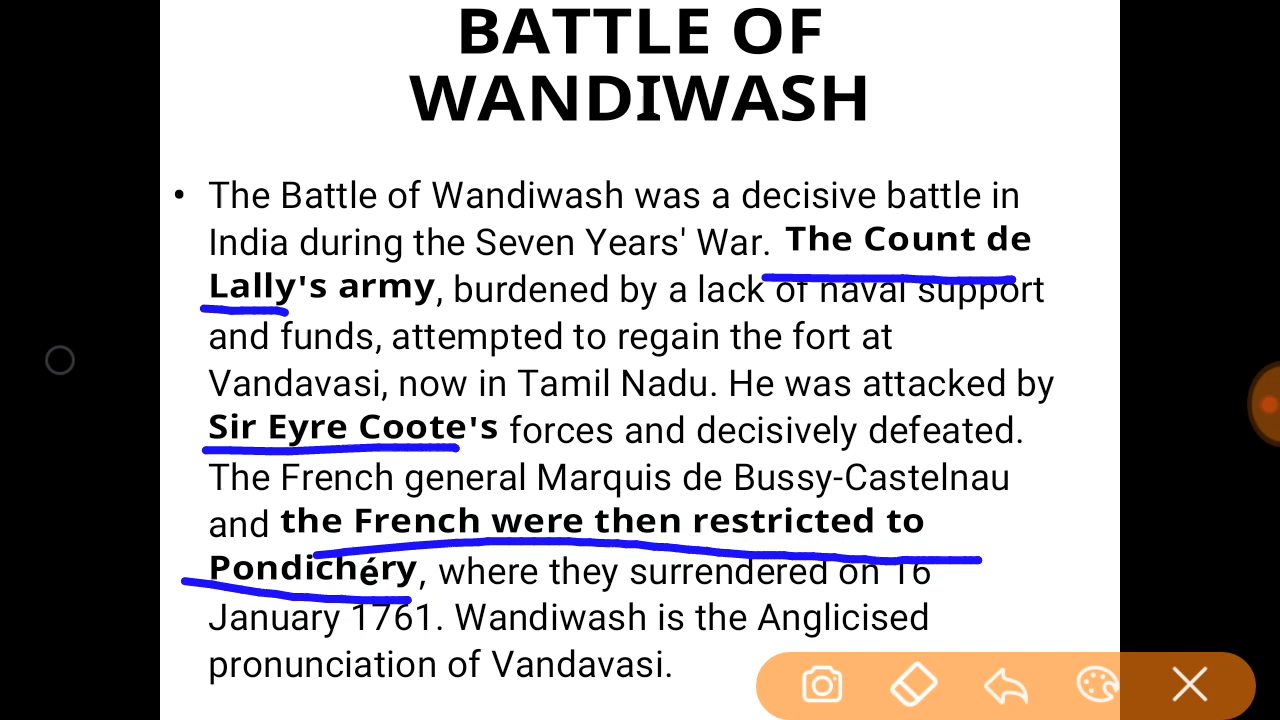 BATTLE OF
WANDIWASH
• The Battle of Wandiwash was a decisive battle in
India during the Seven Years' War. The Count de
Lally's army, burdened by a lack of naval support
and funds, attempted to regain the fort at
Vandavasi, now in Tamil Nadu. He was attacked by
Sir Eyre Coote's forces and decisively defeated.
The French general Marquis de Bussy-Castelnau
and the French were then restricted to
Pondichéry, where they surrendered on 16
January 1761. Wandiwash is the Anglicised
pronunciation of Vandavasi.